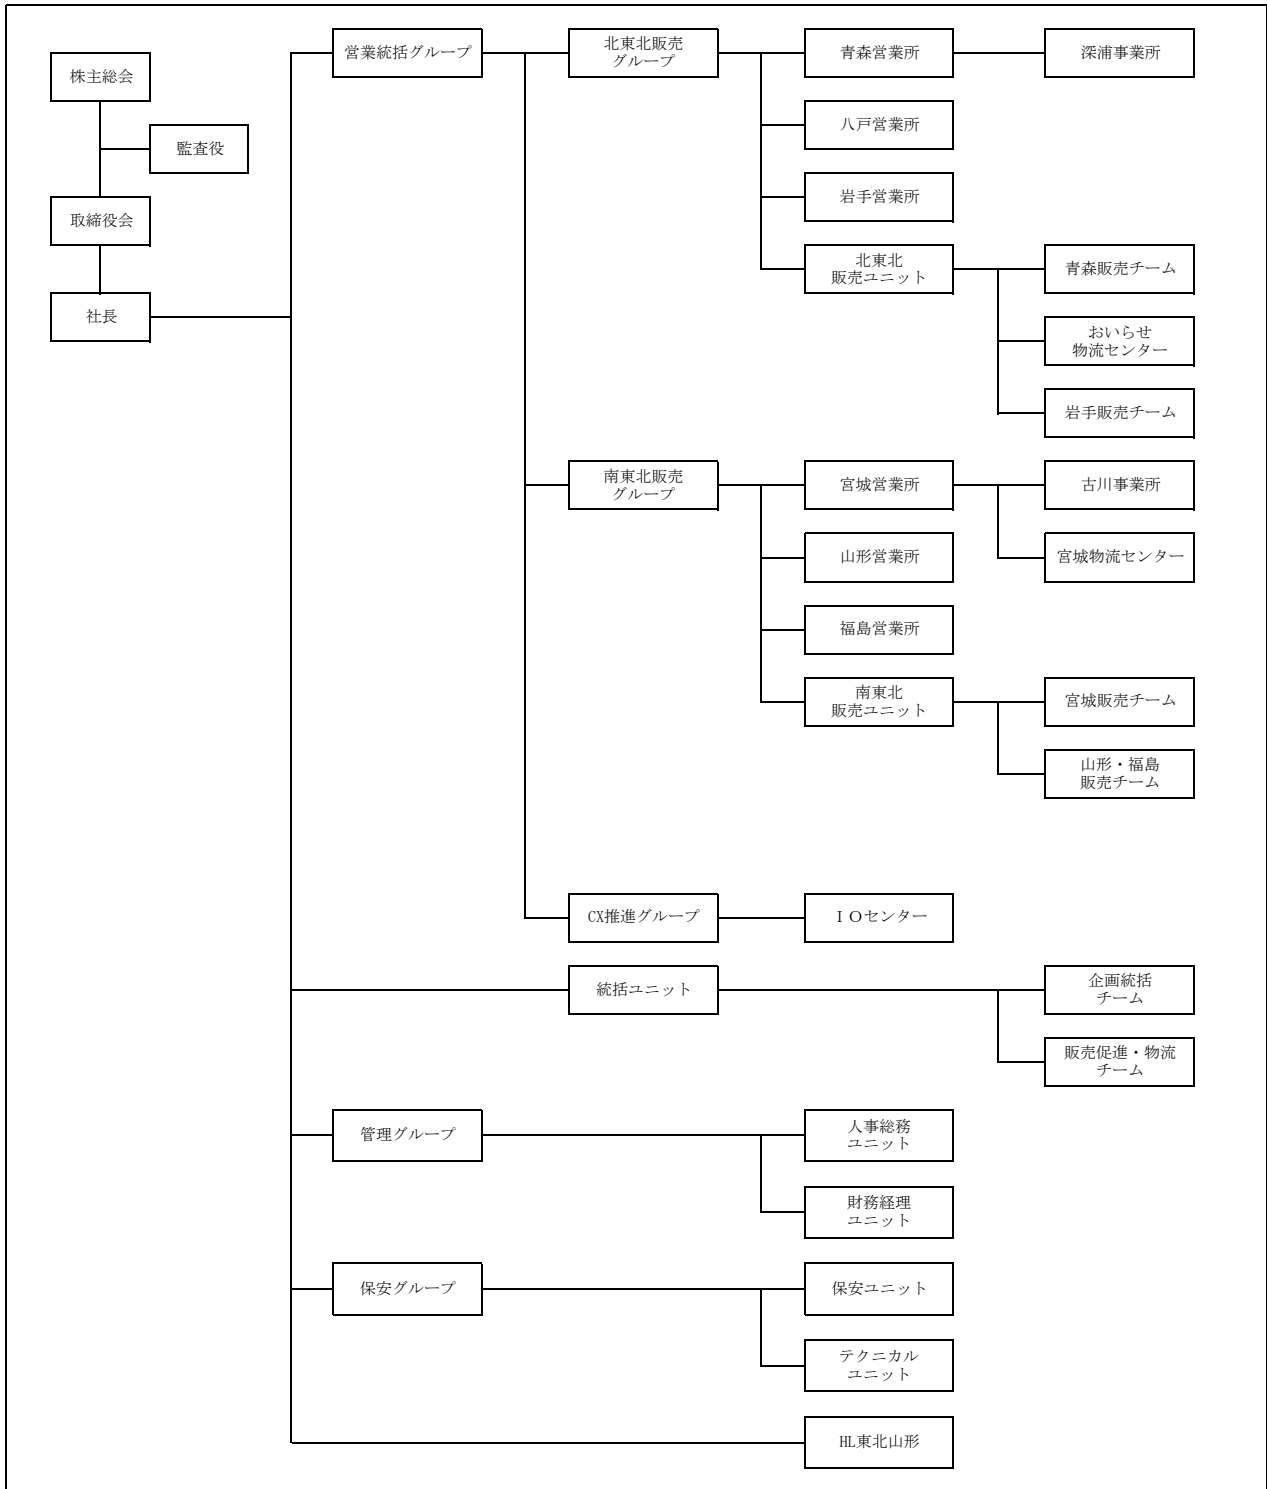 株主総会
監査役
取締役会
社長
営業統括グループ
北東北販売
グループ
青森営業所
深浦事業所
八戸営業所
岩手営業所
北東北
販売ユニット
青森販売チーム
おいらせ
物流センター
岩手販売チーム
南東北販売
グループ
宮城営業所
古川事業所
宮城物流センター
山形営業所
福島営業所
南東北
販売ユニット
宮城販売チーム
山形・福島
販売チーム
CX推進グループ
ＩＯセンター
統括ユニット
企画統括
チーム
販売促進・物流
チーム
管理グループ
人事総務
ユニット
財務経理
ユニット
保安グループ
保安ユニット
テクニカル
ユニット
HL東北山形